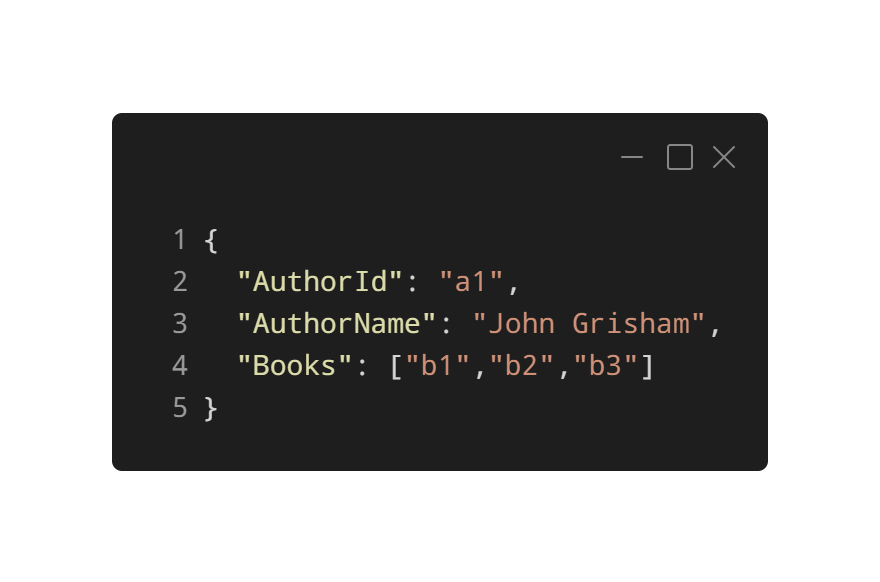 1 {
2   "AuthorId": "a1",
3   "AuthorName": "John Grisham",
4   "Books": ["b1","b2","b3"]
5 }